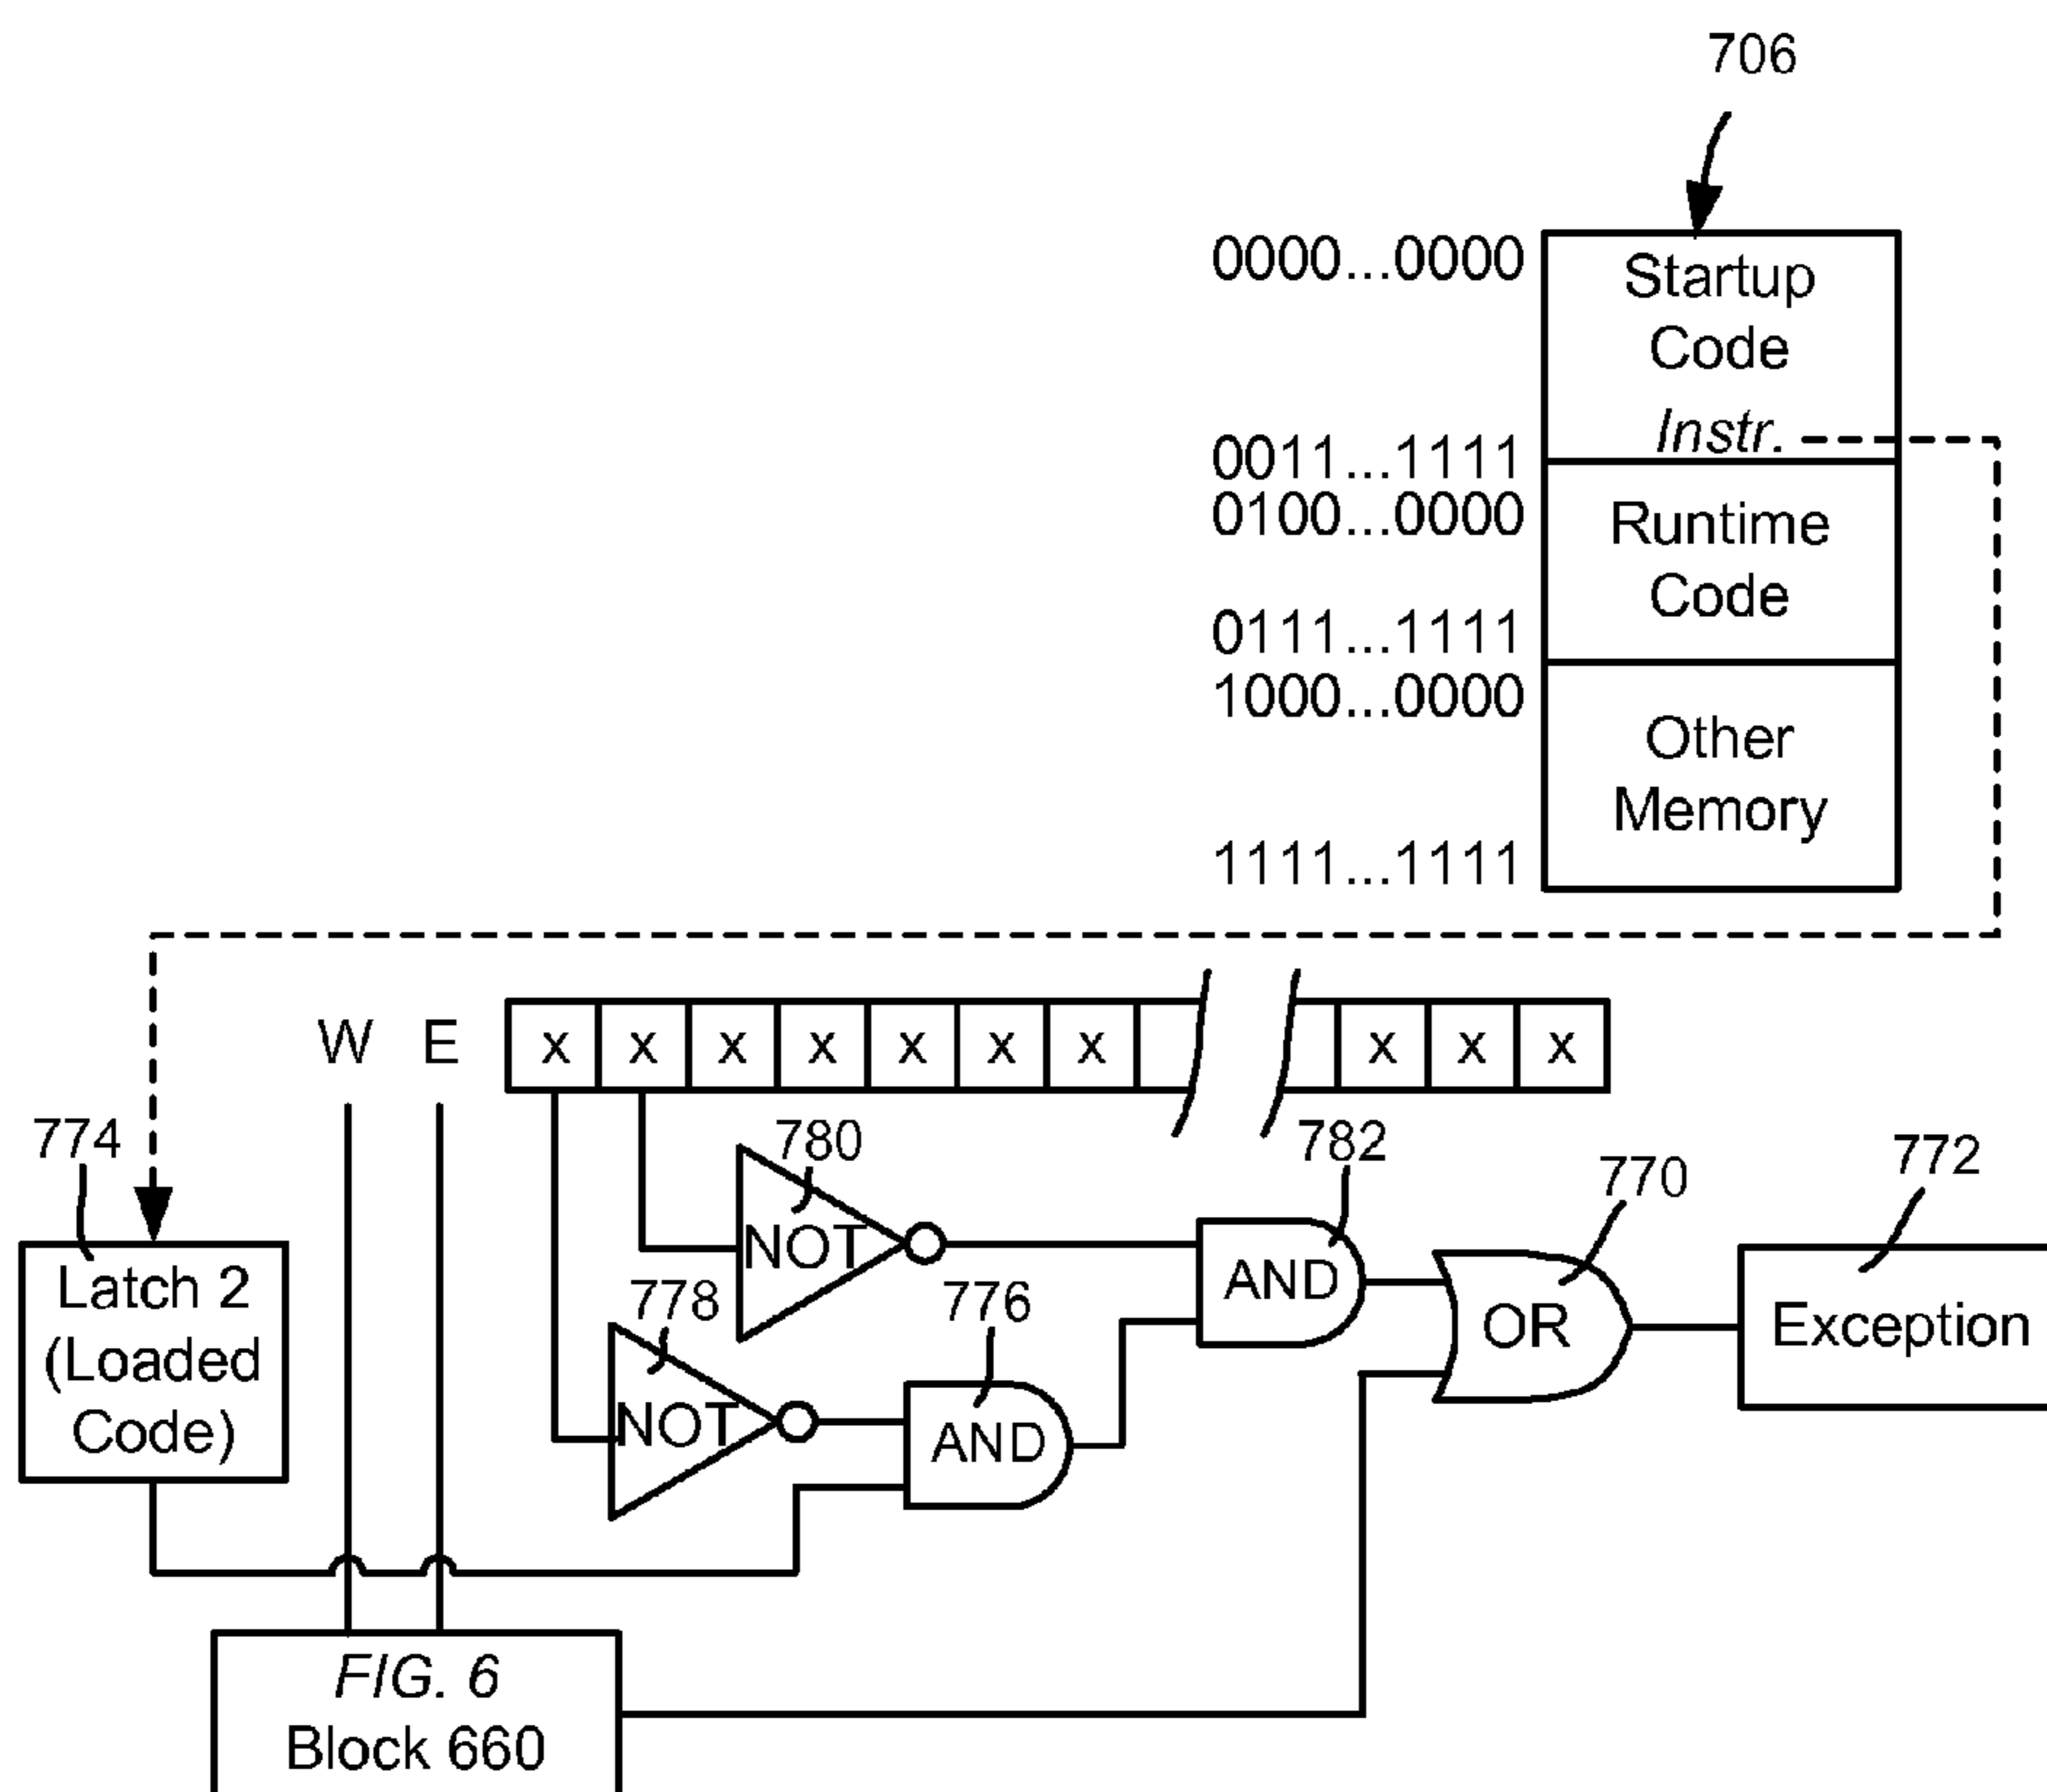 706
0000...0000
Startup
Code
Instr.
0011...1111
0100...0000
Runtime
Code
0111...1111
1000...0000
Other
Memory
1111...1111
W E x x x x x x x x x x
774
780
782
770
772
NOT
778
776
AND
OR
Exception
Latch 2
(Loaded
Code)
NOT
AND
FIG. 6
Block 660